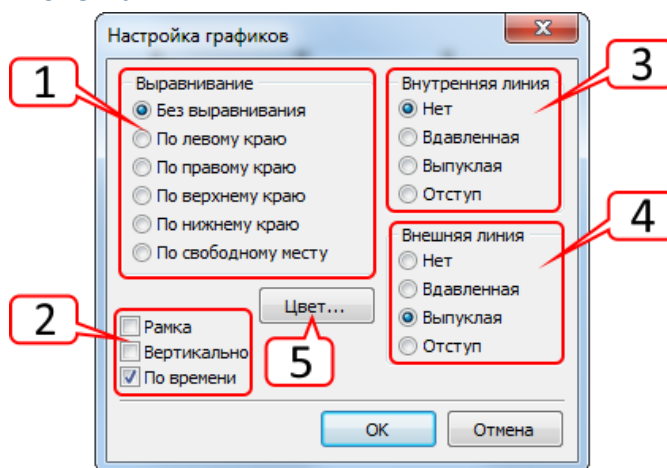 Настройка графиков
1
Выравнивание
Без выравнивания
По левому краю
По правому краю
По верхнему краю
По нижнему краю
По свободному месту
3
Внутренняя линия
Нет
Вдавленная
Выпуклая
Отступ
4
Внешняя линия
Нет
Вдавленная
Выпуклая
Отступ
2
Рамка
Вертикально
По времени
Цвет...
5
OK
Отмена